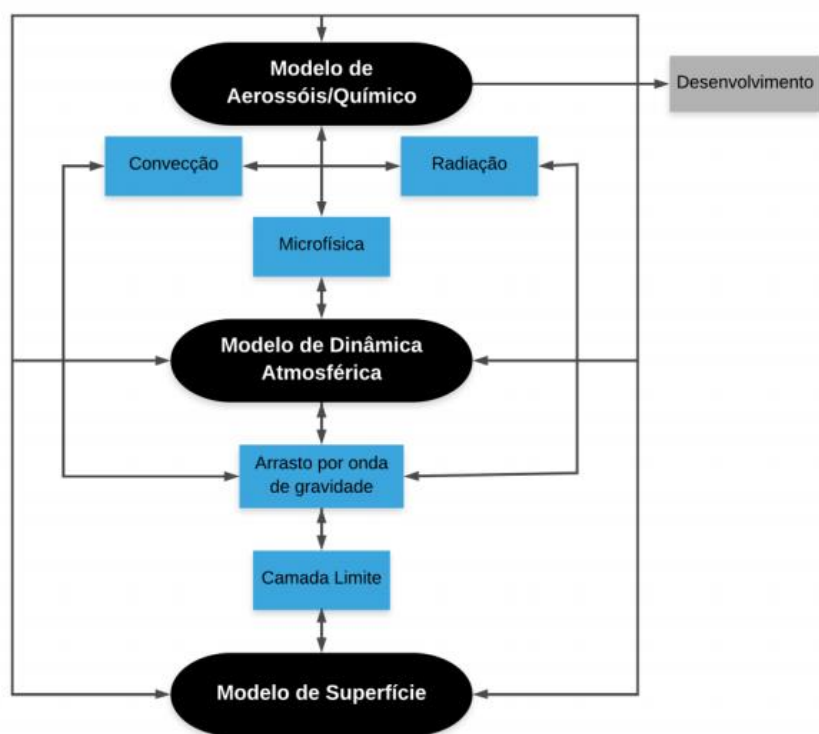 Modelo de
Aerossóis/Químico
Desenvolvimento
Convecção
Radiação
Microfísica
Modelo de Dinâmica
Atmosférica
Arrasto por onda
de gravidade
Camada Limite
Modelo de Superfície